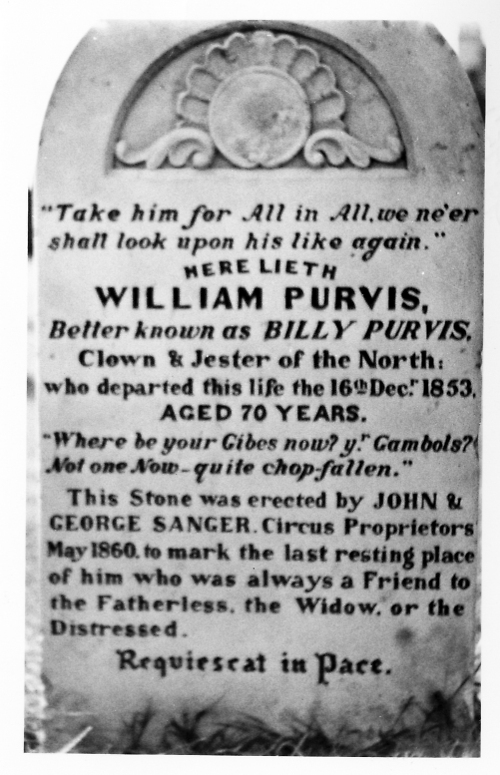 "Take him for All in All, we ne'er
shall look upon his like again."
HERE LIETH
WILLIAM PURVIS,
Better known as BILLY PURVIS,
Clown & Jester of the North:
who departed this life the 16th Decr. 1853,
AGED 70 YEARS.
"Where be your Gibes now? yr. Gambols?
Not one Now - quite chop-fallen."
This Stone was erected by JOHN &
GEORGE SANGER. Circus Proprietors
May 1860. to mark the last resting place
of him who was always a Friend to
the Fatherless, the Widow, or the
Distressed.
Requiescat in Pace.